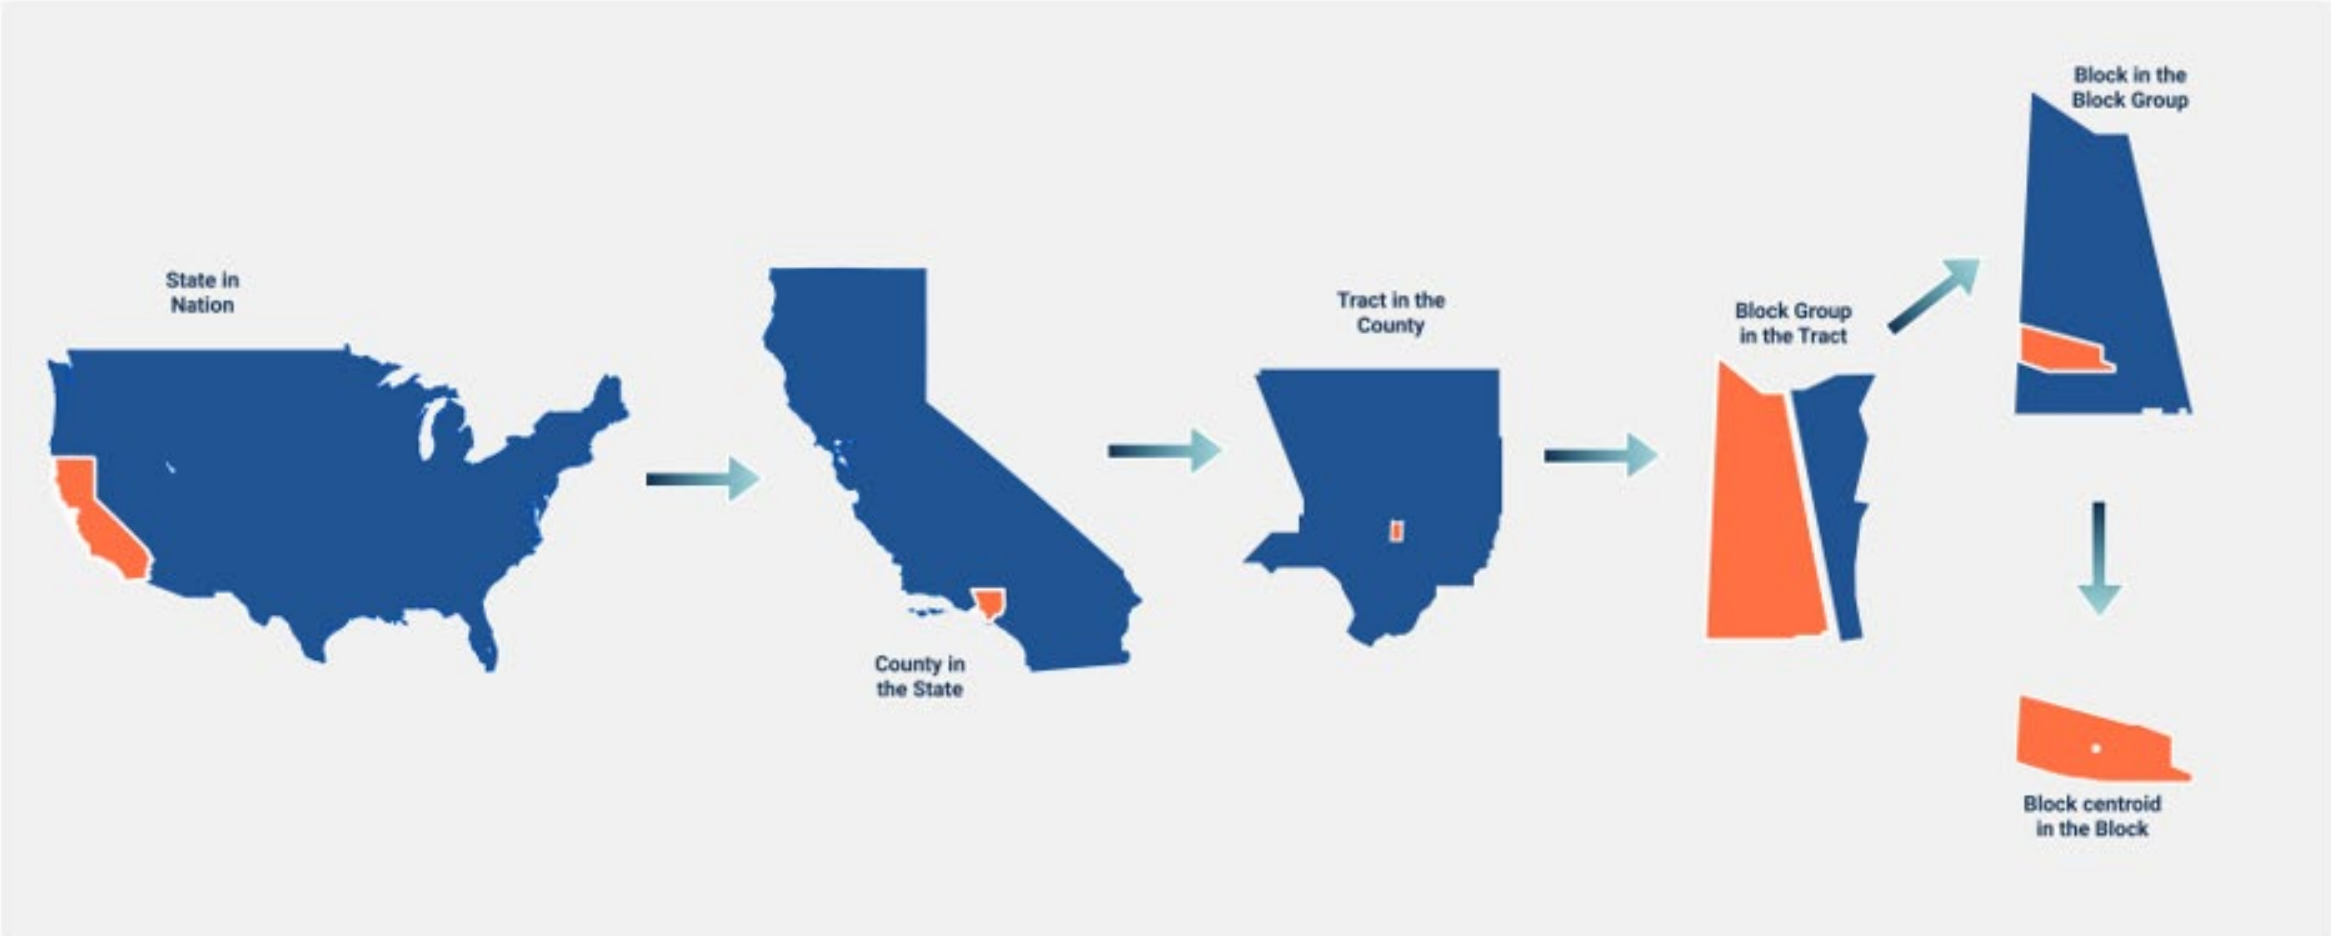 State in
Nation
County in
the State
Tract in the
County
Block Group
in the Tract
Block in the
Block Group
Block centroid
in the Block